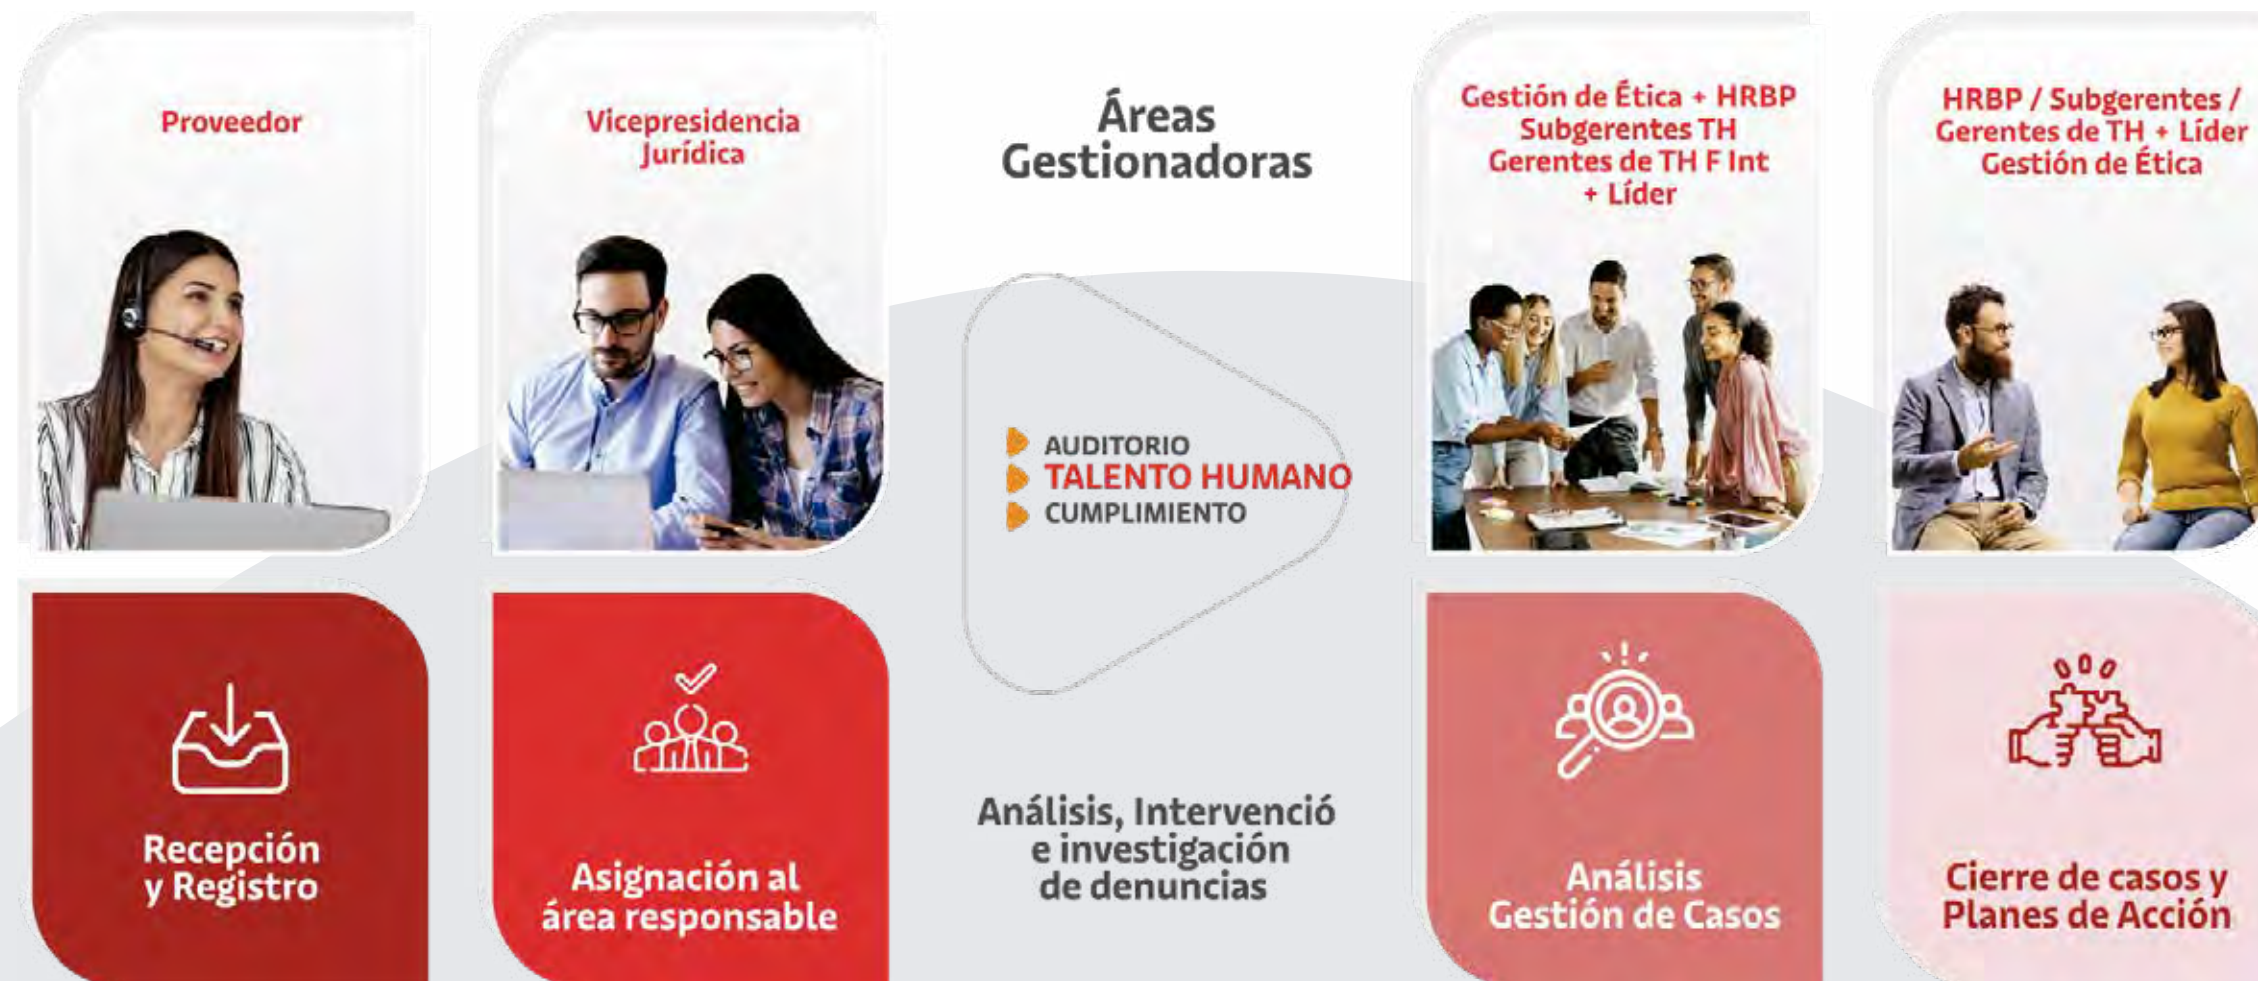 Proveedor
Vicepresidencia
Jurídica
Áreas
Gestionadoras
Gestión de Ética + HRBP
Subgerentes TH
Gerentes de TH F Int
+ Líder
HRBP / Subgerentes /
Gerentes de TH + Líder
Gestión de Ética
AUDITORIO
TALENTO HUMANO
CUMPLIMIENTO
Recepción
y Registro
Asignación al
área responsable
Análisis, Intervenció
e investigación
de denuncias
Análisis
Gestión de Casos
Cierre de casos y
Planes de Acción